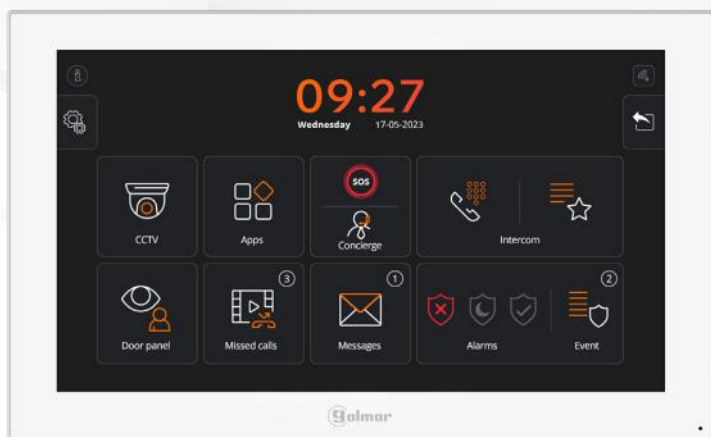 09:27
Wednesday 17-05-2023
CCTV
Apps
SOS
Concierge
Intercom
Door panel
3
Missed calls
1
Messages
Alarms
2
Event
Golmar